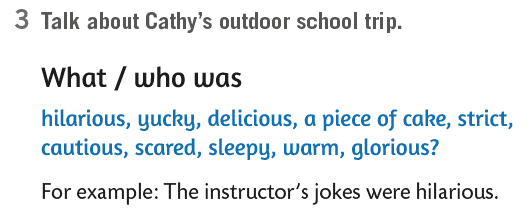 3 Talk about Cathy's outdoor school trip.
What / who was
hilarious, yucky, delicious, a piece of cake, strict,
cautious, scared, sleepy, warm, glorious?
For example: The instructor's jokes were hilarious.